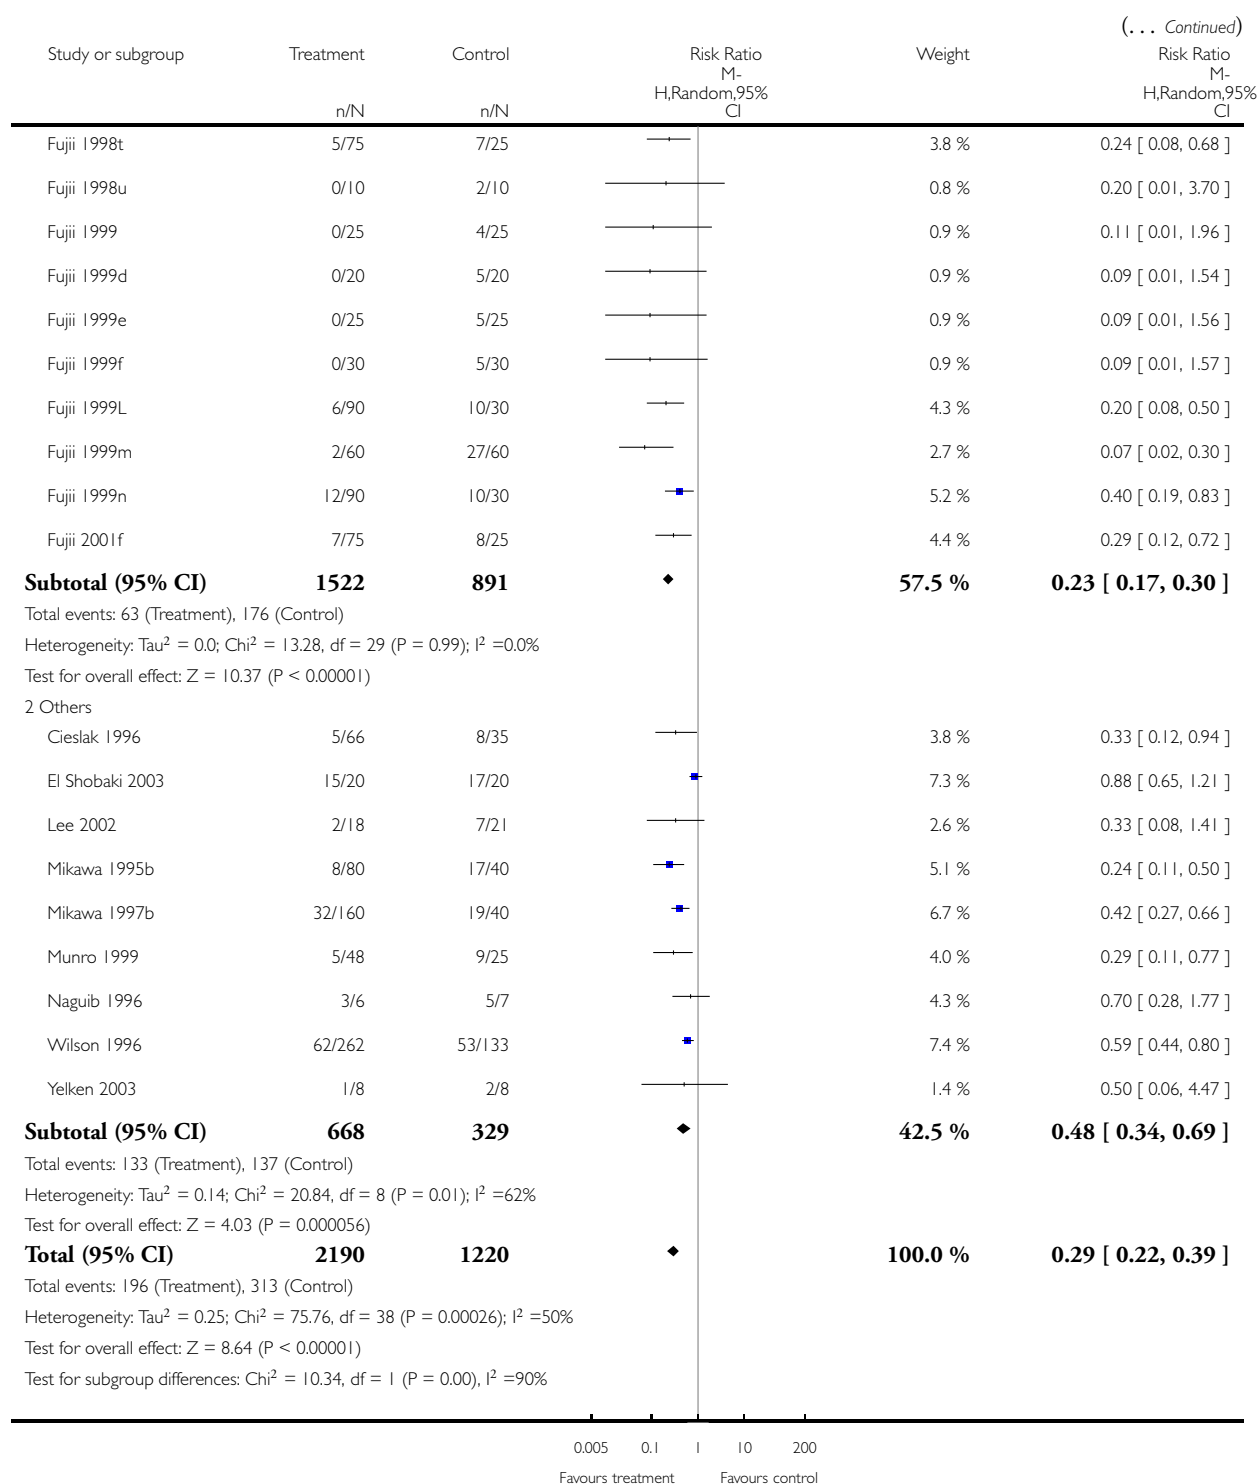 (... Continued)
Study or subgroup Treatment Control Risk Ratio Weight Risk Ratio
M-H,Random,95% CI M-H,Random,95% CI
n/N n/N
Fujii 1998t 5/75 7/25 3.8 % 0.24 [ 0.08, 0.68 ]
Fujii 1998u 0/10 2/10 0.8 % 0.20 [ 0.01, 3.70 ]
Fujii 1999 0/25 4/25 0.9 % 0.11 [ 0.01, 1.96 ]
Fujii 1999d 0/20 5/20 0.9 % 0.09 [ 0.01, 1.54 ]
Fujii 1999e 0/25 5/25 0.9 % 0.09 [ 0.01, 1.56 ]
Fujii 1999f 0/30 5/30 0.9 % 0.09 [ 0.01, 1.57 ]
Fujii 1999L 6/90 10/30 4.3 % 0.20 [ 0.08, 0.50 ]
Fujii 1999m 2/60 27/60 2.7 % 0.07 [ 0.02, 0.30 ]
Fujii 1999n 12/90 10/30 5.2 % 0.40 [ 0.19, 0.83 ]
Fujii 2001f 7/75 8/25 4.4 % 0.29 [ 0.12, 0.72 ]
Subtotal (95% CI) 1522 891 57.5 % 0.23 [ 0.17, 0.30 ]
Total events: 63 (Treatment), 176 (Control)
Heterogeneity: Tau² = 0.0; Chi² = 13.28, df = 29 (P = 0.99); I² =0.0%
Test for overall effect: Z = 10.37 (P < 0.00001)
2 Others
Cieslak 1996 5/66 8/35 3.8 % 0.33 [ 0.12, 0.94 ]
El Shobaki 2003 15/20 17/20 7.3 % 0.88 [ 0.65, 1.21 ]
Lee 2002 2/18 7/21 2.6 % 0.33 [ 0.08, 1.41 ]
Mikawa 1995b 8/80 17/40 5.1 % 0.24 [ 0.11, 0.50 ]
Mikawa 1997b 32/160 19/40 6.7 % 0.42 [ 0.27, 0.66 ]
Munro 1999 5/48 9/25 4.0 % 0.29 [ 0.11, 0.77 ]
Naguib 1996 3/6 5/7 4.3 % 0.70 [ 0.28, 1.77 ]
Wilson 1996 62/262 53/133 7.4 % 0.59 [ 0.44, 0.80 ]
Yelken 2003 1/8 2/8 1.4 % 0.50 [ 0.06, 4.47 ]
Subtotal (95% CI) 668 329 42.5 % 0.48 [ 0.34, 0.69 ]
Total events: 133 (Treatment), 137 (Control)
Heterogeneity: Tau² = 0.14; Chi² = 20.84, df = 8 (P = 0.01); I² =62%
Test for overall effect: Z = 4.03 (P = 0.000056)
Total (95% CI) 2190 1220 100.0 % 0.29 [ 0.22, 0.39 ]
Total events: 196 (Treatment), 313 (Control)
Heterogeneity: Tau² = 0.25; Chi² = 75.76, df = 38 (P = 0.00026); I² =50%
Test for overall effect: Z = 8.64 (P < 0.00001)
Test for subgroup differences: Chi² = 10.34, df = 1 (P = 0.00), I² =90%
0.005 0.1 1 10 200
Favours treatment Favours control